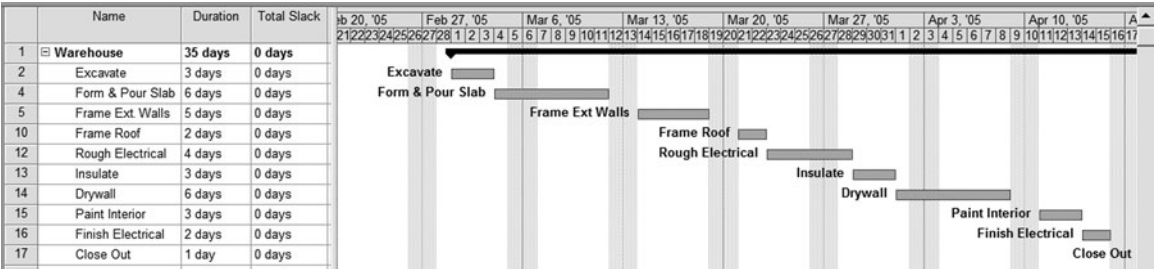 Name Duration Total Slack eb 20, '05 Feb 27, '05 Mar 6, '05 Mar 13, '05 Mar 20, '05 Mar 27, '05 Apr 3, '05 Apr 10, '05 A
21 22 23 24 25 26 27 28 1 2 3 4 5 6 7 8 9 10 11 12 13 14 15 16 17 18 19 20 21 22 23 24 25 26 27 28 29 30 31 1 2 3 4 5 6 7 8 9 10 11 12 13 14 15 16 17
1 Warehouse 35 days 0 days
2 Excavate 3 days 0 days Excavate
4 Form & Pour Slab 6 days 0 days Form & Pour Slab
5 Frame Ext. Walls 5 days 0 days Frame Ext Walls
10 Frame Roof 2 days 0 days Frame Roof
12 Rough Electrical 4 days 0 days Rough Electrical
13 Insulate 3 days 0 days Insulate
14 Drywall 6 days 0 days Drywall
15 Paint Interior 3 days 0 days Paint Interior
16 Finish Electrical 2 days 0 days Finish Electrical
17 Close Out 1 day 0 days Close Out